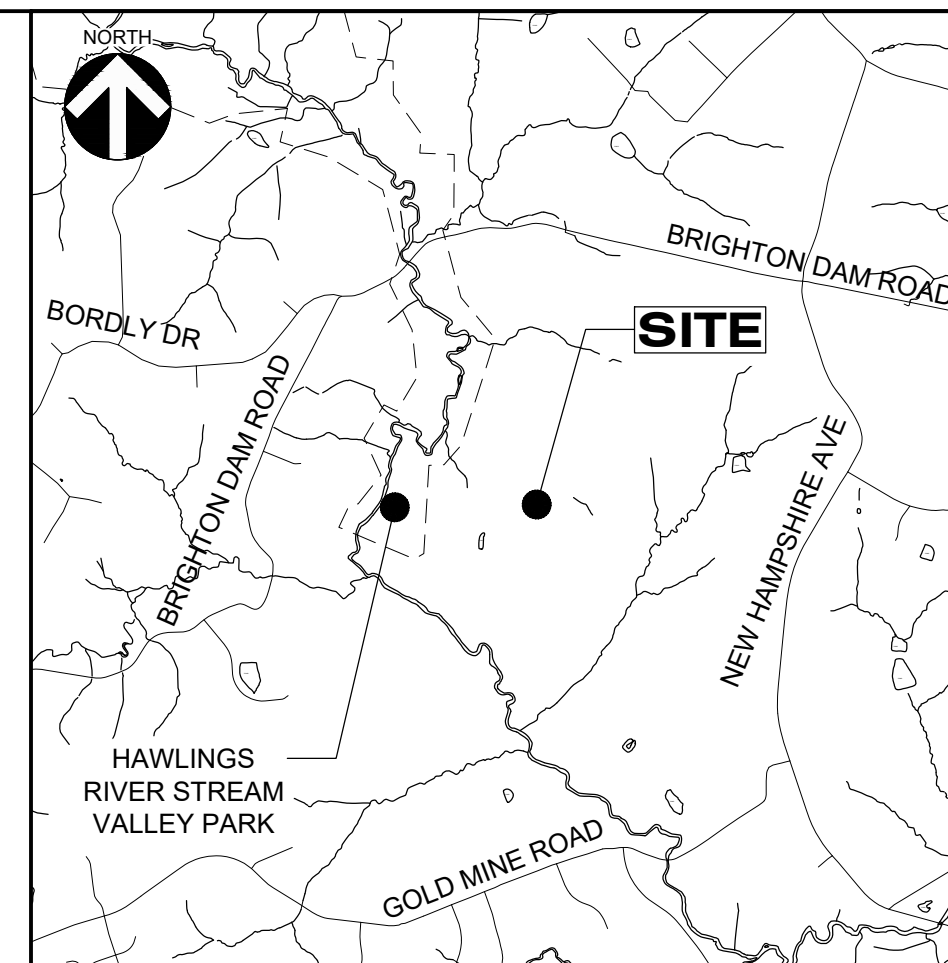 NORTH
BRIGHTON DAM ROAD
BORDLY DR
SITE
BRIGHTON DAM ROAD
NEW HAMPSHIRE AVE
HAWLINGS
RIVER STREAM
VALLEY PARK
GOLD MINE ROAD